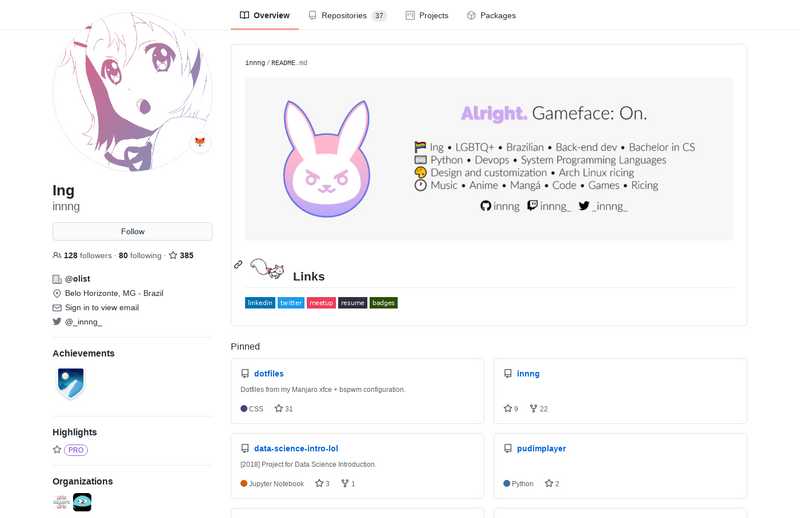 Overview
Repositories 37
Projects
Packages
Ing
innng
Follow
128 followers · 80 following · 385
@olist
Belo Horizonte, MG - Brazil
Sign in to view email
@_innng_
Achievements
Highlights
PRO
Organizations
innng / README.md
Alright. Gameface: On.
Ing • LGBTQ+ • Brazilian • Back-end dev • Bachelor in CS
Python • Devops • System Programming Languages
Design and customization • Arch Linux ricing
Music • Anime • Mangá • Code • Games • Ricing
innng innng_ _innng_
Links
linkedin twitter meetup resume badges
Pinned
dotfiles
Dotfiles from my Manjaro xfce + bspwm configuration.
CSS 31
innng
9 22
data-science-intro-lol
[2018] Project for Data Science Introduction.
Jupyter Notebook 3 1
pudimplayer
Python 2